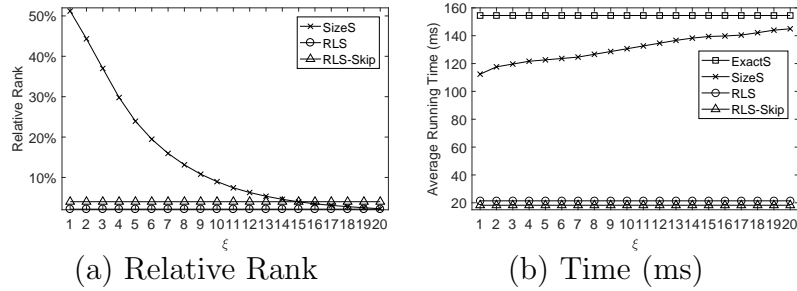 50%
40%
30%
20%
10%
Relative Rank
SizeS
RLS
RLS-Skip
1 2 3 4 5 6 7 8 9 10 11 12 13 14 15 16 17 18 19 20
ξ
(a) Relative Rank
160
140
120
100
80
60
40
20
Average Running Time (ms)
ExactS
SizeS
RLS
RLS-Skip
1 2 3 4 5 6 7 8 9 10 11 12 13 14 15 16 17 18 19 20
ξ
(b) Time (ms)